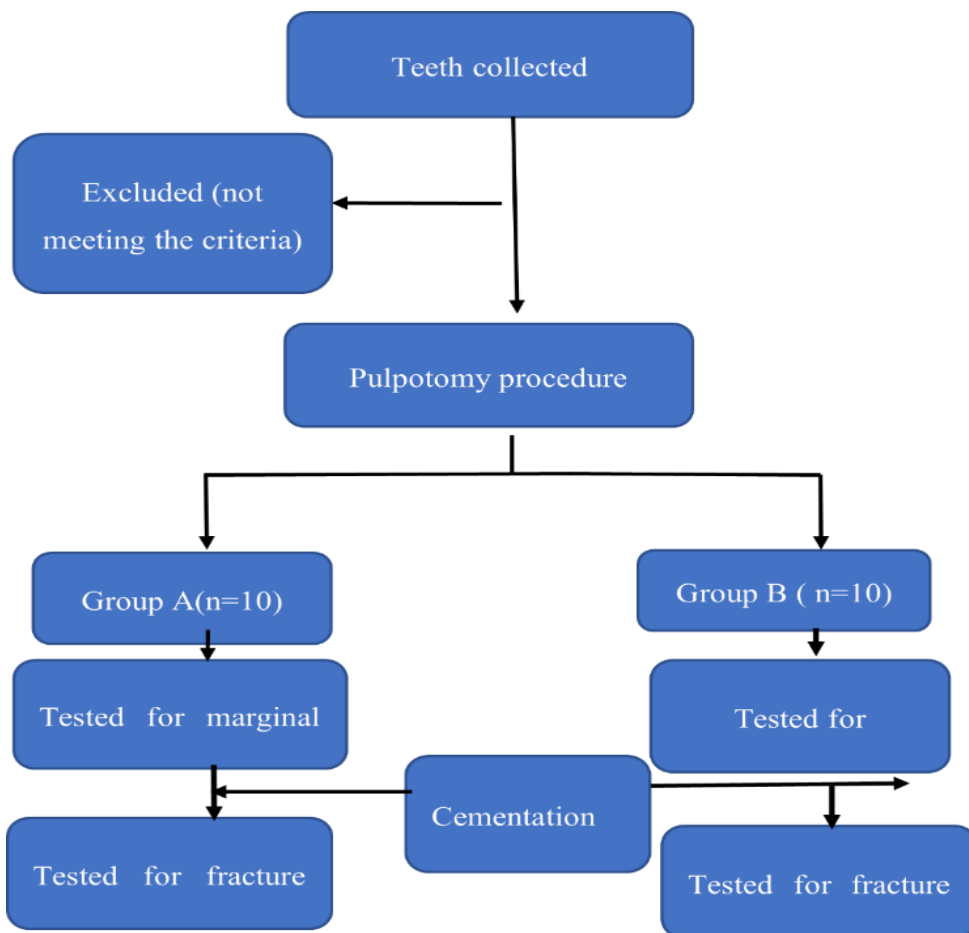 Teeth collected
Excluded (not
meeting the criteria)
Pulpotomy procedure
Group A(n=10)
Group B ( n=10)
Tested for marginal
Tested for
Cementation
Tested for fracture
Tested for fracture